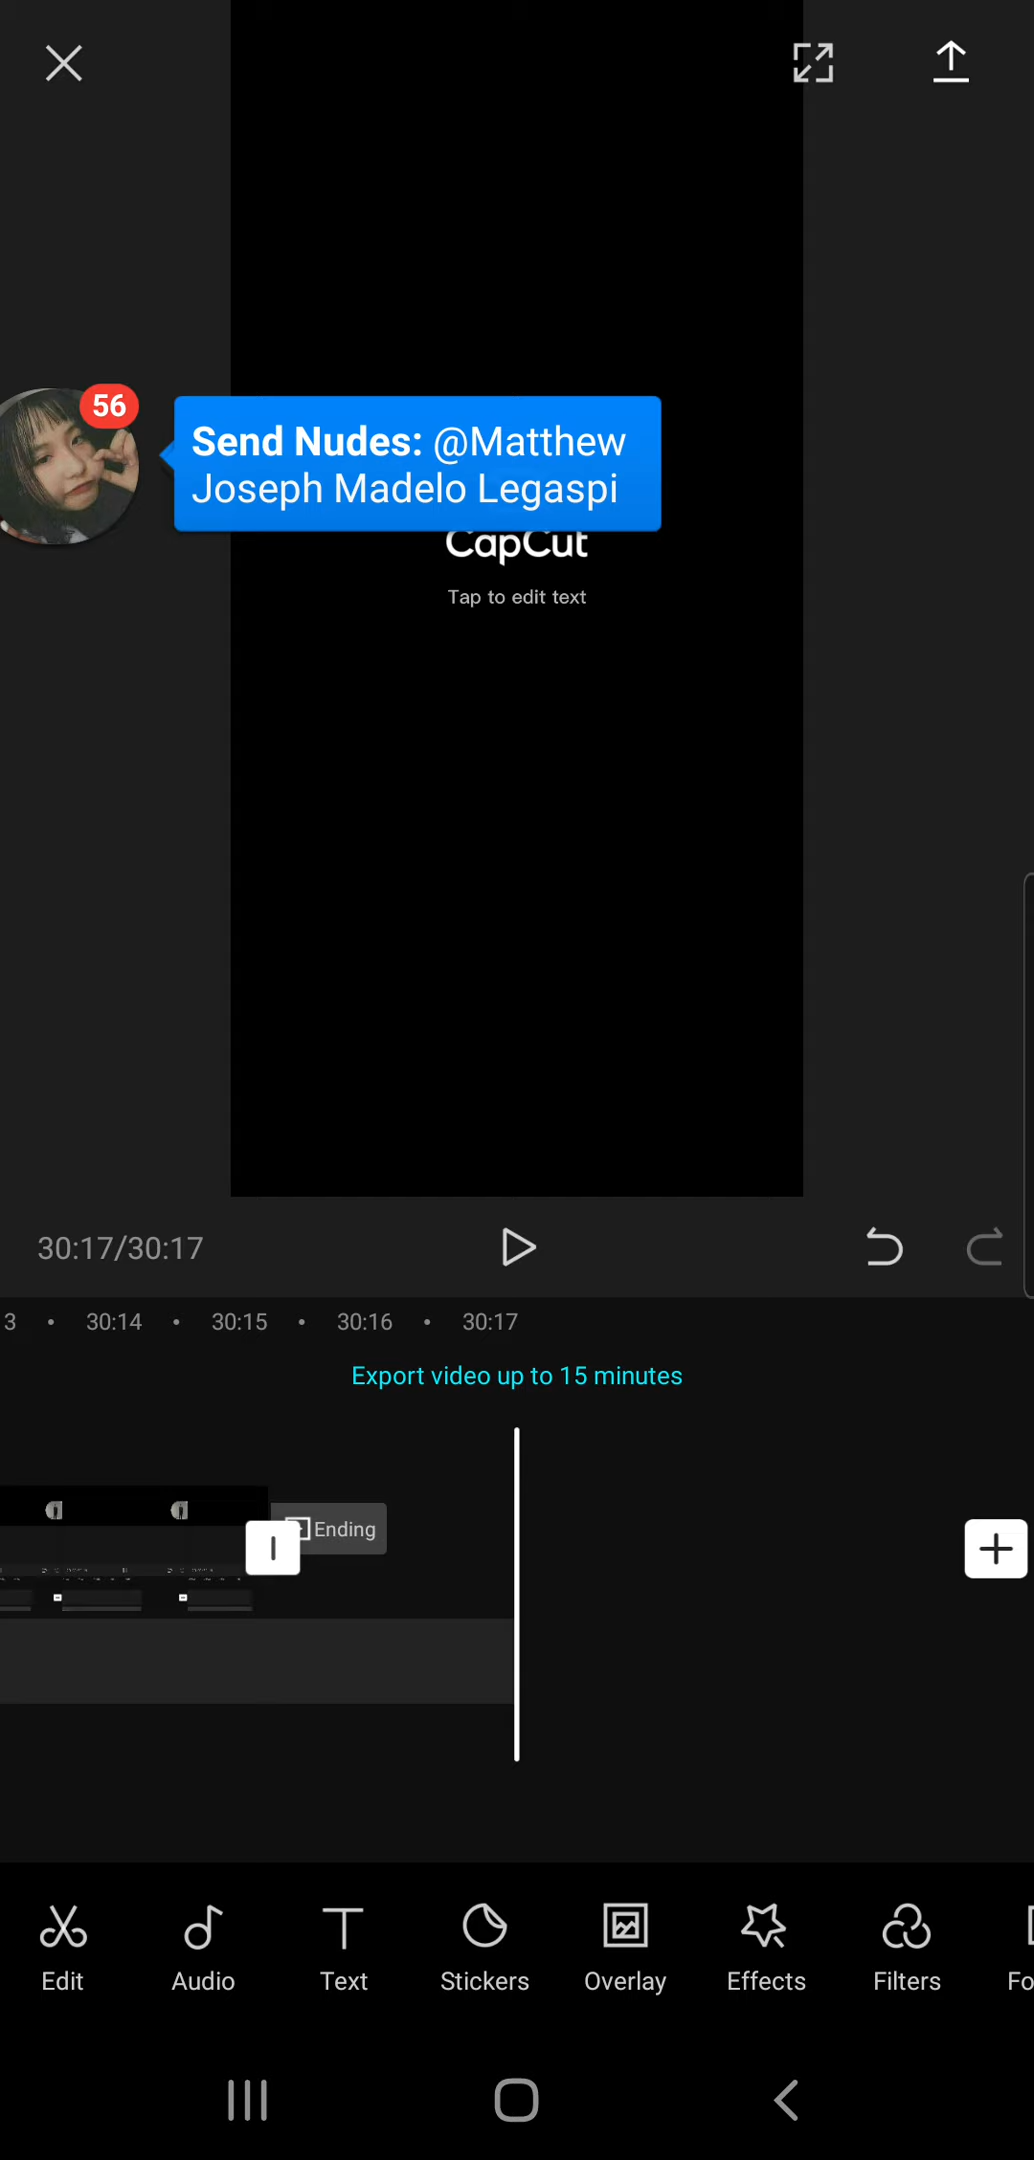 56
Send Nudes: @Matthew
Joseph Madelo Legaspi
CapCut
Tap to edit text
30:17/30:17
3 • 30:14 • 30:15 • 30:16 • 30:17
Export video up to 15 minutes
Ending
Edit Audio Text Stickers Overlay Effects Filters Fo